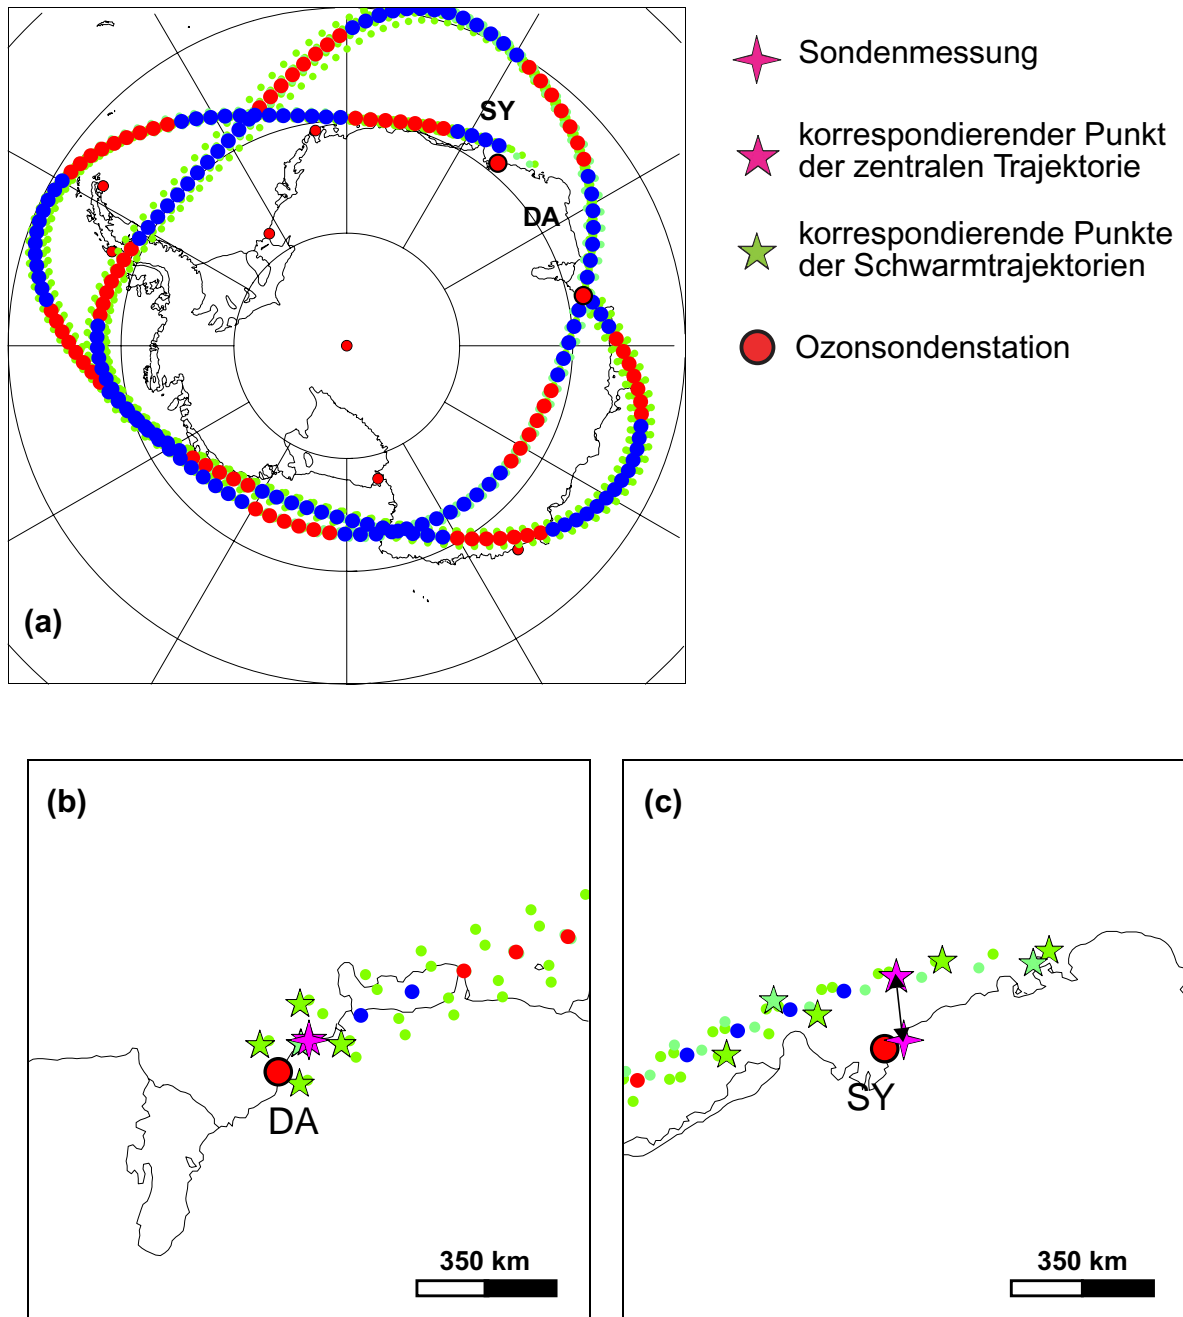 SY
DA
(a)
Sondenmessung
korrespondierender Punkt
der zentralen Trajektorie
korrespondierende Punkte
der Schwarmtrajektorien
Ozonsondenstation
(b)
DA
350 km
(c)
SY
350 km